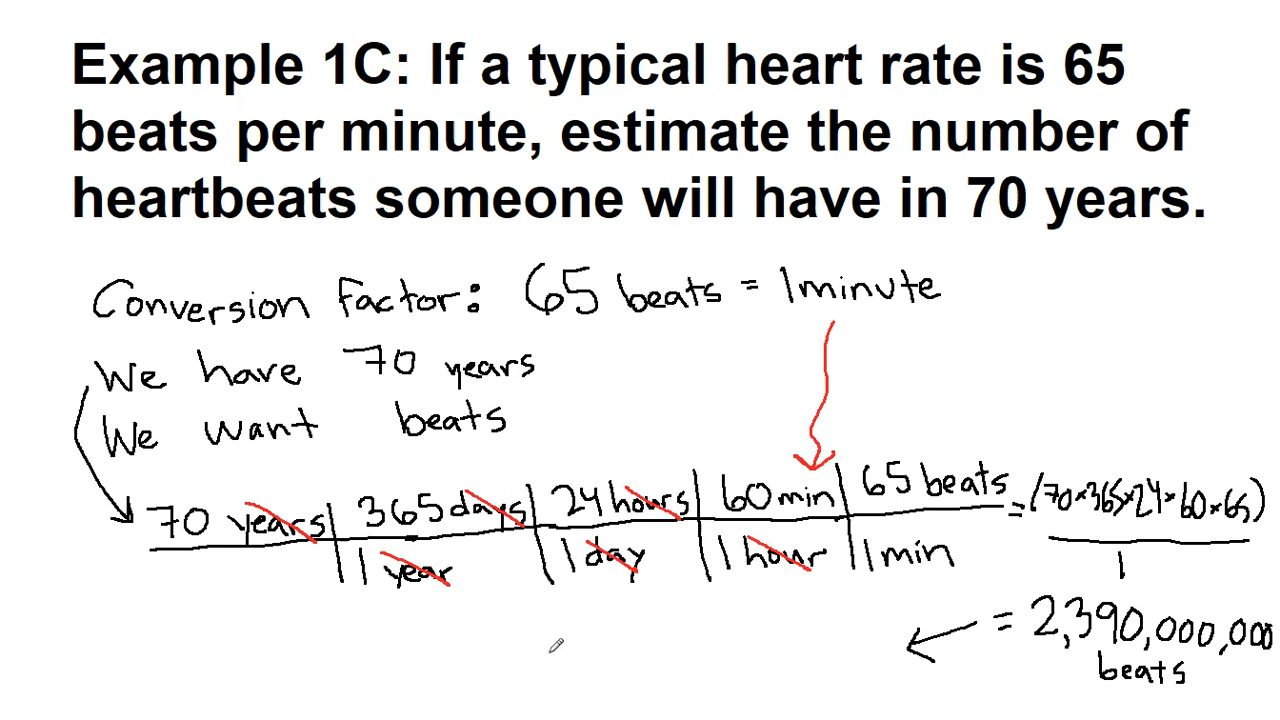 Example 1C: If a typical heart rate is 65
beats per minute, estimate the number of
heartbeats someone will have in 70 years.
Conversion Factor: 65 beats = 1 minute
We have 70 years
We want beats
70 years | 365 days | 24 hours | 60 min | 65 beats = (70×365×24×60×65)
1 year | 1 day | 1 hour | 1 min 1
= 2,390,000,000
beats